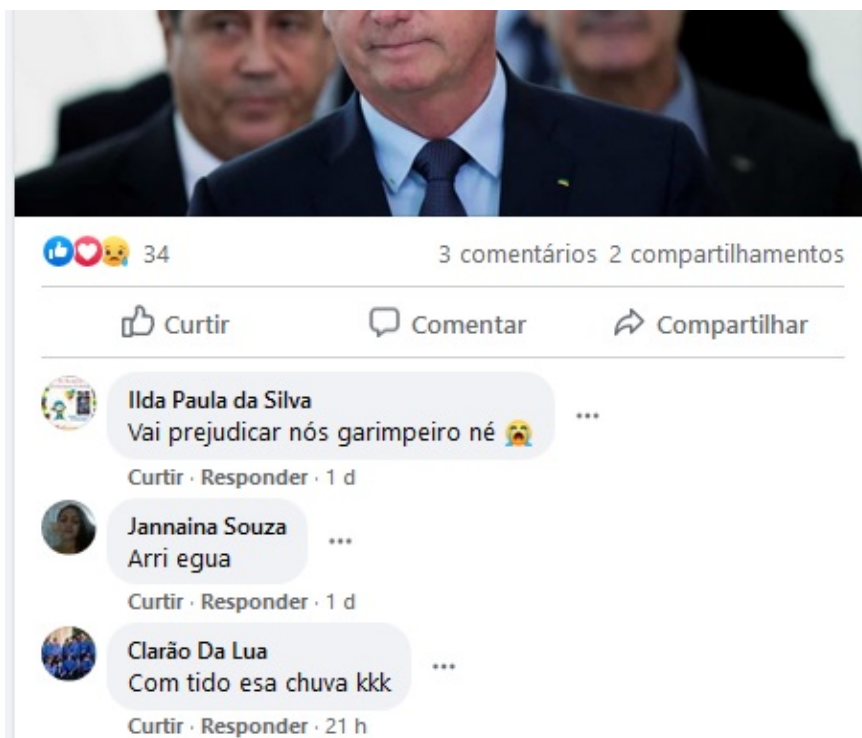 34
3 comentários 2 compartilhamentos
Curtir Comentar Compartilhar
Ilda Paula da Silva
Vai prejudicar nós garimpeiro né 😭
Curtir · Responder · 1 d
Jannaina Souza
Arri egua
Curtir · Responder · 1 d
Clarão Da Lua
Com tido esa chuva kkk
Curtir · Responder · 21 h